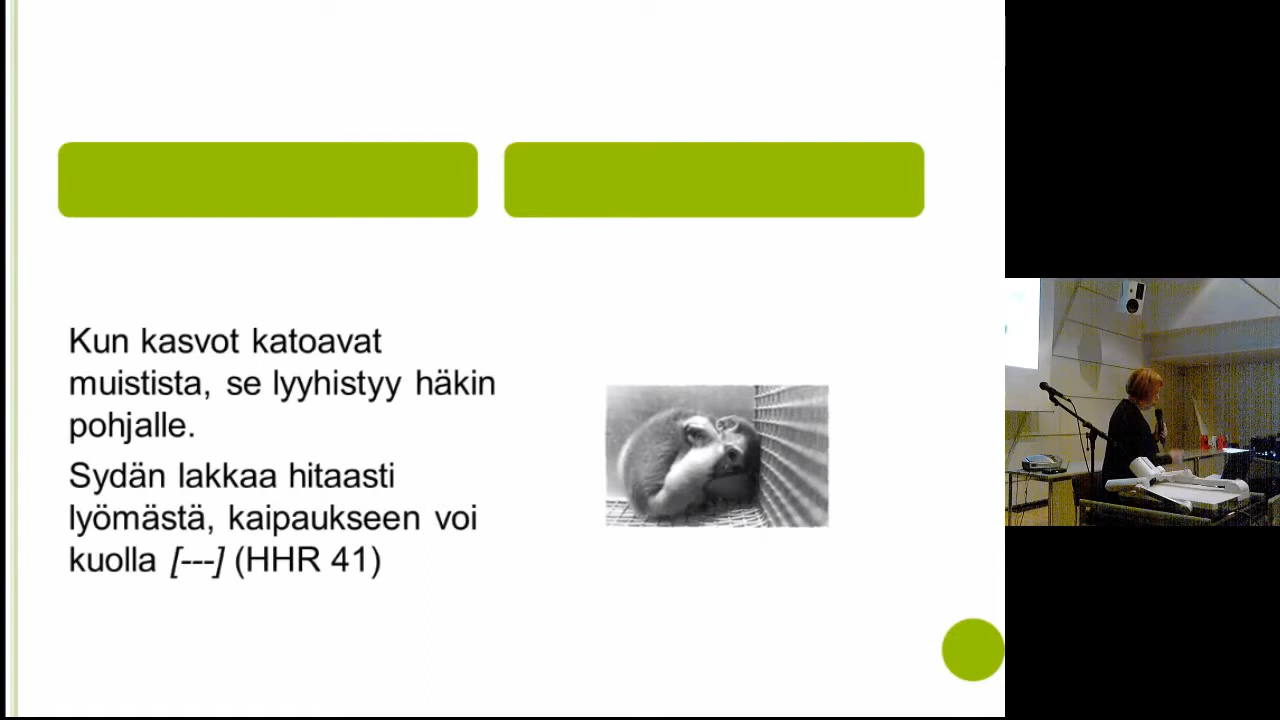 Kun kasvot katoavat
muistista, se lyyhistyy häkin
pohjalle.
Sydän lakkaa hitaasti
lyömästä, kaipaukseen voi
kuolla [---] (HHR 41)